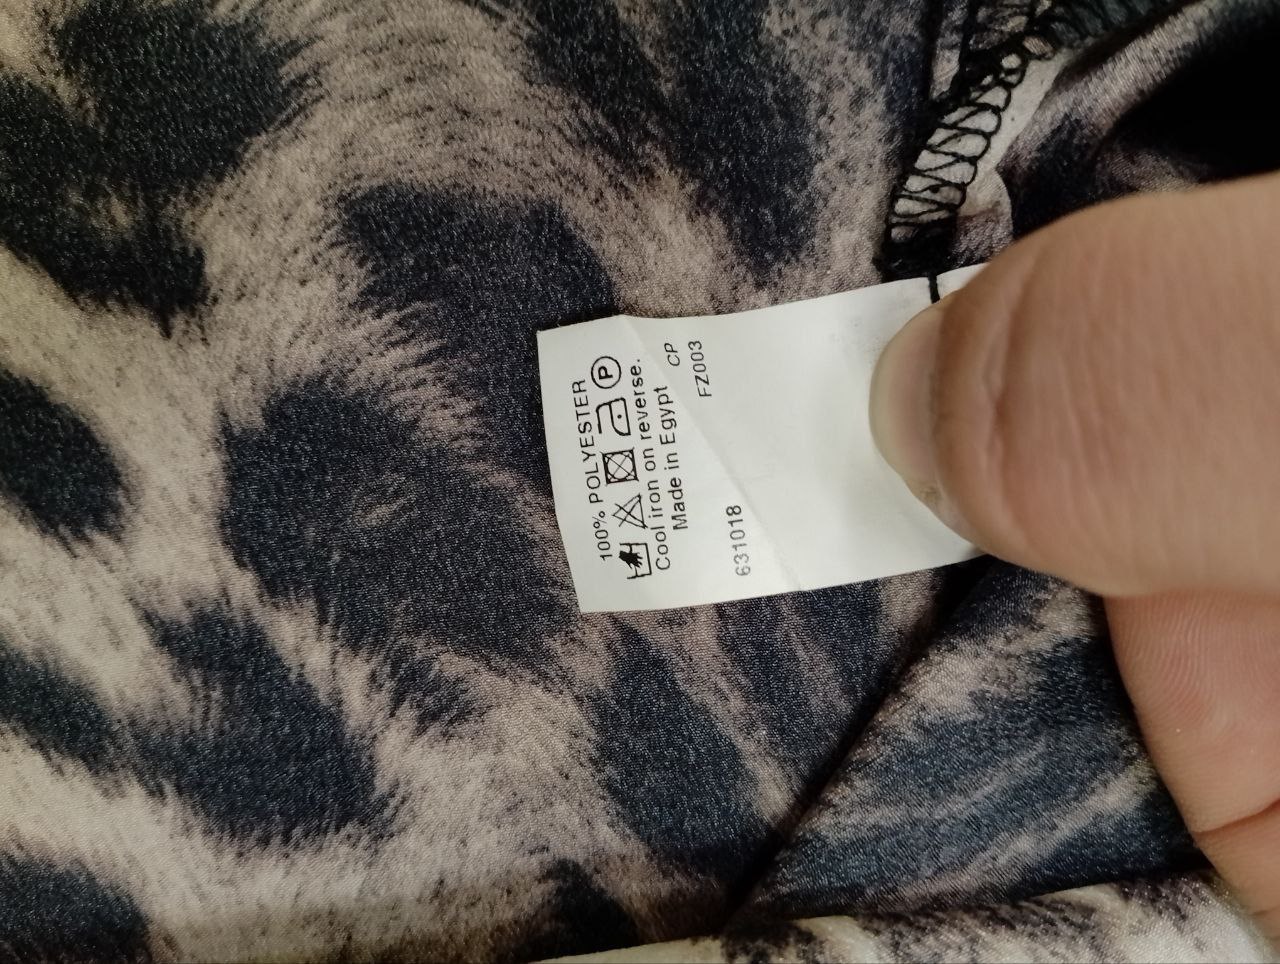 100% POLYESTER
P
Cool iron on reverse.
Made in Egypt CP
FZ003
631018